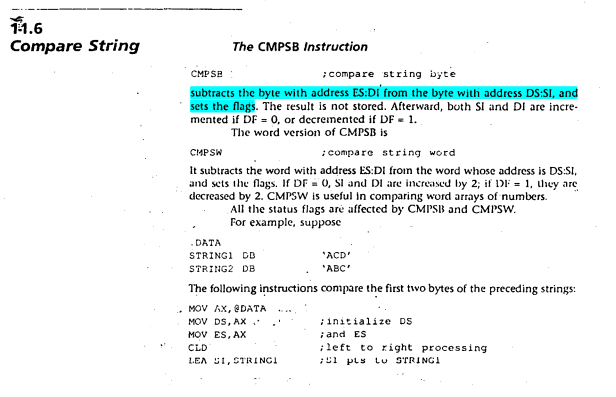 11.6
Compare String
The CMPSB Instruction
CMPSB ;compare string byte
subtracts the byte with address ES:DI from the byte with address DS:SI, and
sets the flags. The result is not stored. Afterward, both SI and DI are incre-
mented if DF = 0, or decremented if DF = 1.
The word version of CMPSB is
CMPSW ;compare string word
It subtracts the word with address ES:DI from the word whose address is DS:SI,
and sets the flags. If DF = 0, SI and DI are increased by 2; if DF = 1, they are
decreased by 2. CMPSW is useful in comparing word arrays of numbers.
All the status flags are affected by CMPSB and CMPSW.
For example, suppose
.DATA
STRING1 DB 'ACD'
STRING2 DB 'ABC'
The following instructions compare the first two bytes of the preceding strings:
MOV AX,@DATA
MOV DS,AX ;initialize DS
MOV ES,AX ;and ES
CLD ;left to right processing
LEA SI,STRING1 ;SI pts to STRING1